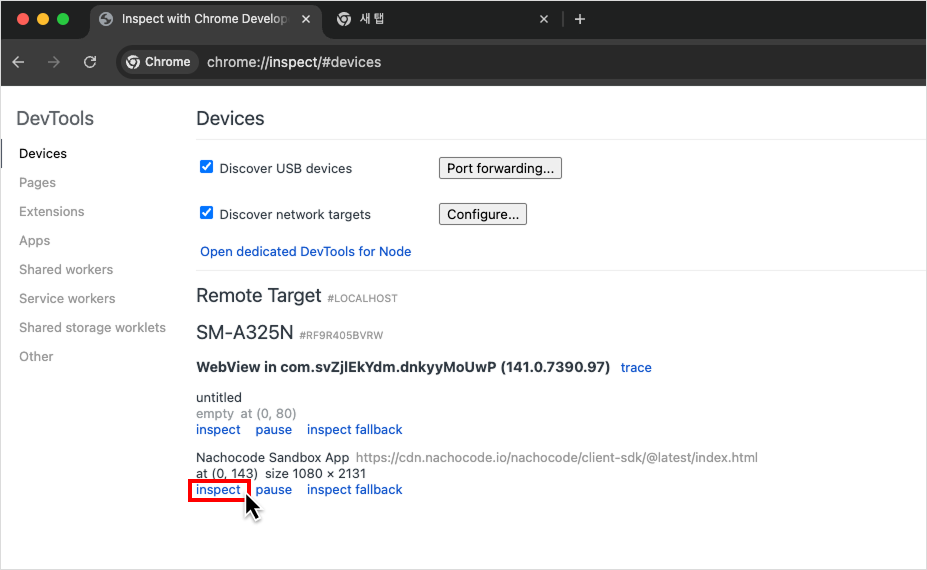 Inspect with Chrome Develop
새 탭
Chrome
chrome://inspect/#devices
DevTools
Devices
Pages
Extensions
Apps
Shared workers
Service workers
Shared storage worklets
Other
Devices
Discover USB devices
Port forwarding...
Discover network targets
Configure...
Open dedicated DevTools for Node
Remote Target #LOCALHOST
SM-A325N #RF9R405BVRW
WebView in com.svZjlEkYdm.dnkyyMoUwP (141.0.7390.97) trace
untitled
empty at (0, 80)
inspect pause inspect fallback
Nachocode Sandbox App https://cdn.nachocode.io/nachocode/client-sdk/@latest/index.html
at (0, 143) size 1080 × 2131
inspect pause inspect fallback